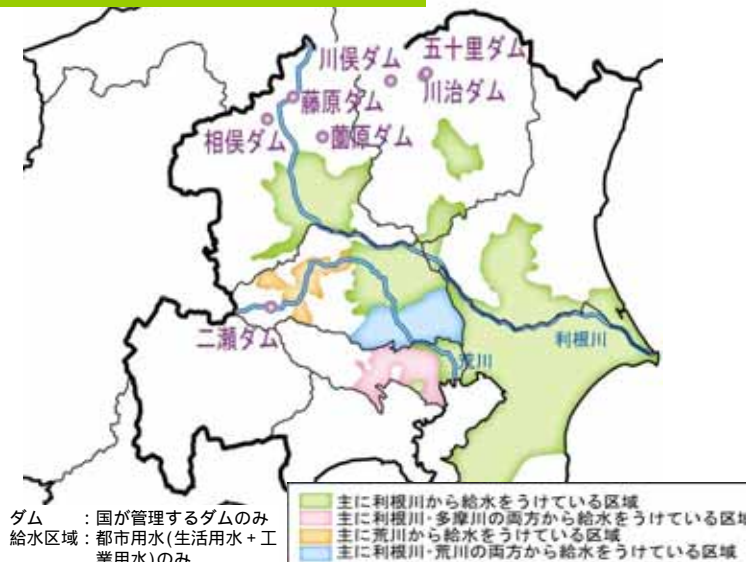 川俣ダム
五十里ダム
藤原ダム
川治ダム
相俣ダム
薗原ダム
二瀬ダム
荒川
利根川
ダム　　：国が管理するダムのみ
給水区域：都市用水(生活用水＋工
業用水)のみ
主に利根川から給水をうけている区域
主に利根川・多摩川の両方から給水をうけている区域
主に荒川から給水をうけている区域
主に利根川・荒川の両方から給水をうけている区域